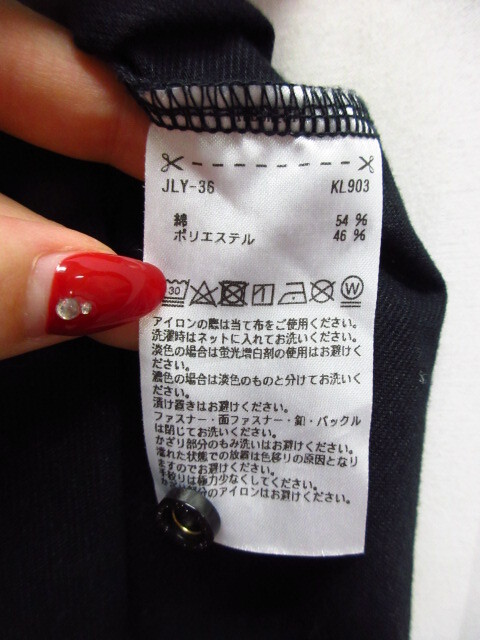 JLY-36 KL903
綿 54 %
ポリエステル 46 %
30 W
アイロンの際は当て布をご使用ください。
洗濯時はネットに入れてお洗いください。
淡色の場合は蛍光増白剤の使用はお避けく
ださい。
濃色の場合は淡色のものと分けてお洗いく
ださい。
漬け置きはお避けください。
ファスナー・面ファスナー・釦・バックル
は閉じてお洗いください。
かざり部分のもみ洗いはお避けください。
濡れた状態での放置は色移りの原因となり
ますのでお避けください。
手絞りは極力少なくしてください。
部分のアイロンはお避けください。